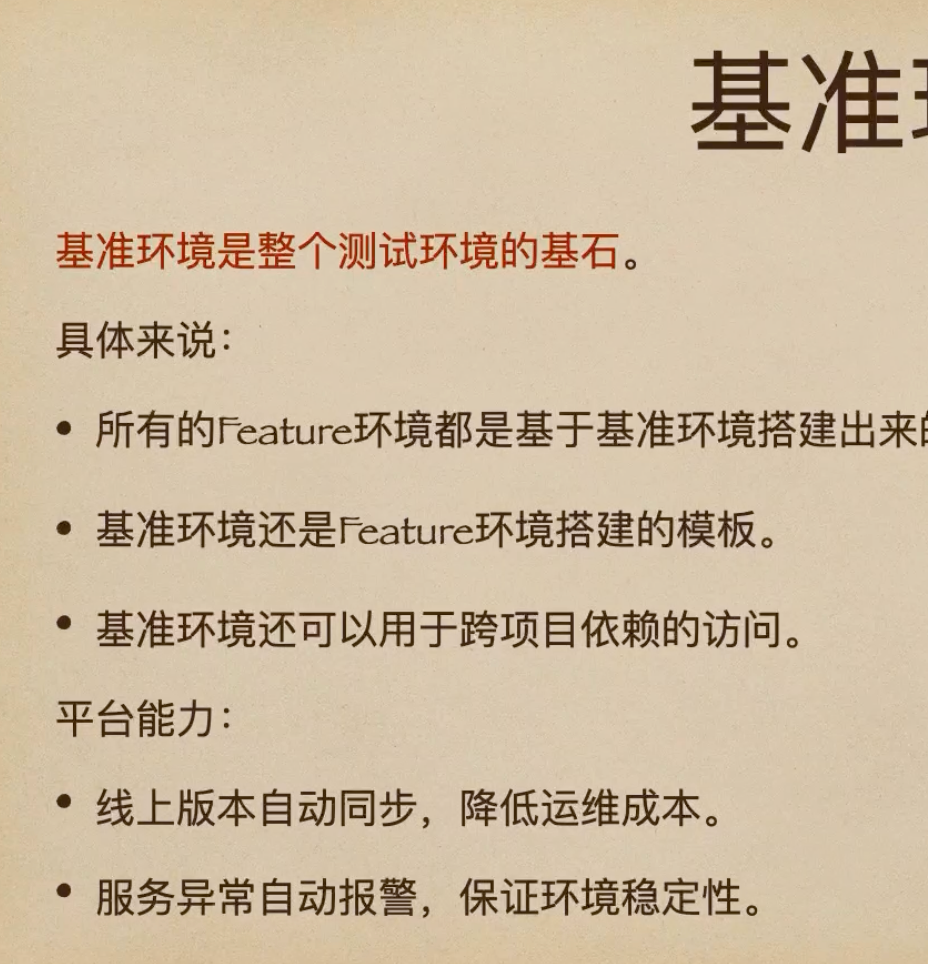 基准
基准环境是整个测试环境的基石。
具体来说：
• 所有的Feature环境都是基于基准环境搭建出来
• 基准环境还是Feature环境搭建的模板。
• 基准环境还可以用于跨项目依赖的访问。
平台能力：
• 线上版本自动同步，降低运维成本。
• 服务异常自动报警，保证环境稳定性。